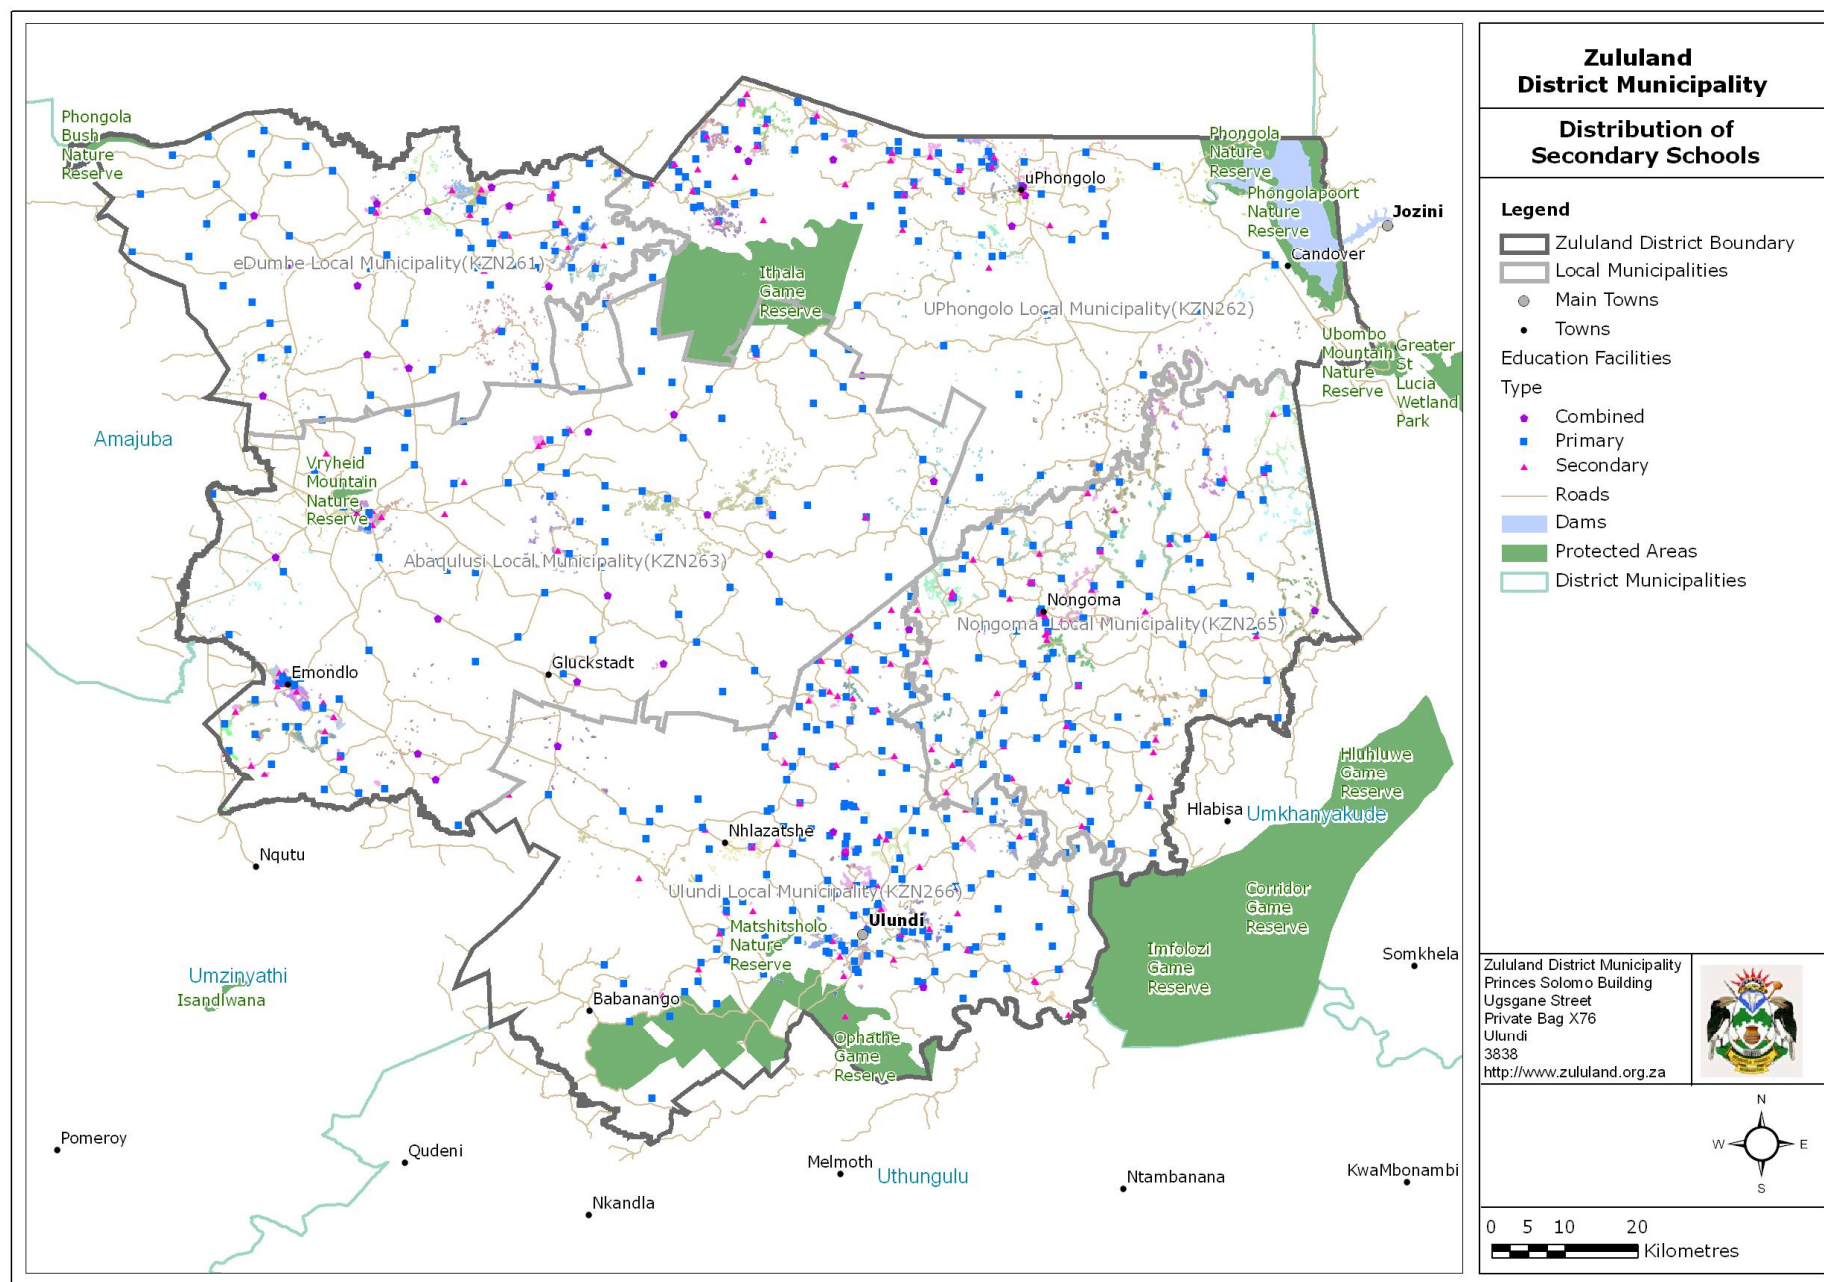 Zululand
District Municipality
Distribution of
Secondary Schools
Legend
Zululand District Boundary
Local Municipalities
Main Towns
Towns
Education Facilities
Type
Combined
Primary
Secondary
Roads
Dams
Protected Areas
District Municipalities
Zululand District Municipality
Princes Solomo Building
Ugsgane Street
Private Bag X76
Ulundi
3838
http://www.zululand.org.za
N
W
E
S
0 5 10 20
Kilometres
Phongola
Bush
Nature
Reserve
Phongola
Nature
Reserve
uPhongolo
Phongolapoort
Nature
Reserve
Jozini
Candover
eDumbe Local Municipality(KZN261)
Ithala
Game
Reserve
UPhongolo Local Municipality(KZN262)
Ubombo
Mountain
Nature
Reserve
Greater
St
Lucia
Wetland
Park
Amajuba
Vryheid
Mountain
Nature
Reserve
Abaqulusi Local Municipality(KZN263)
Nongoma
Nongoma Local Municipality(KZN265)
Emondlo
Gluckstadt
Hluhluwe
Game
Reserve
Hlabisa
Umkhanyakude
Nhlazatshe
Nqutu
Ulundi Local Municipality(KZN266)
Corridor
Game
Reserve
Ulundi
Matshitsholo
Nature
Reserve
Imfolozi
Game
Reserve
Somkhela
Umzinyathi
Isandlwana
Babanango
Ophathe
Game
Reserve
Pomeroy
Qudeni
Melmoth
Uthungulu
Ntambanana
KwaMbonambi
Nkandla